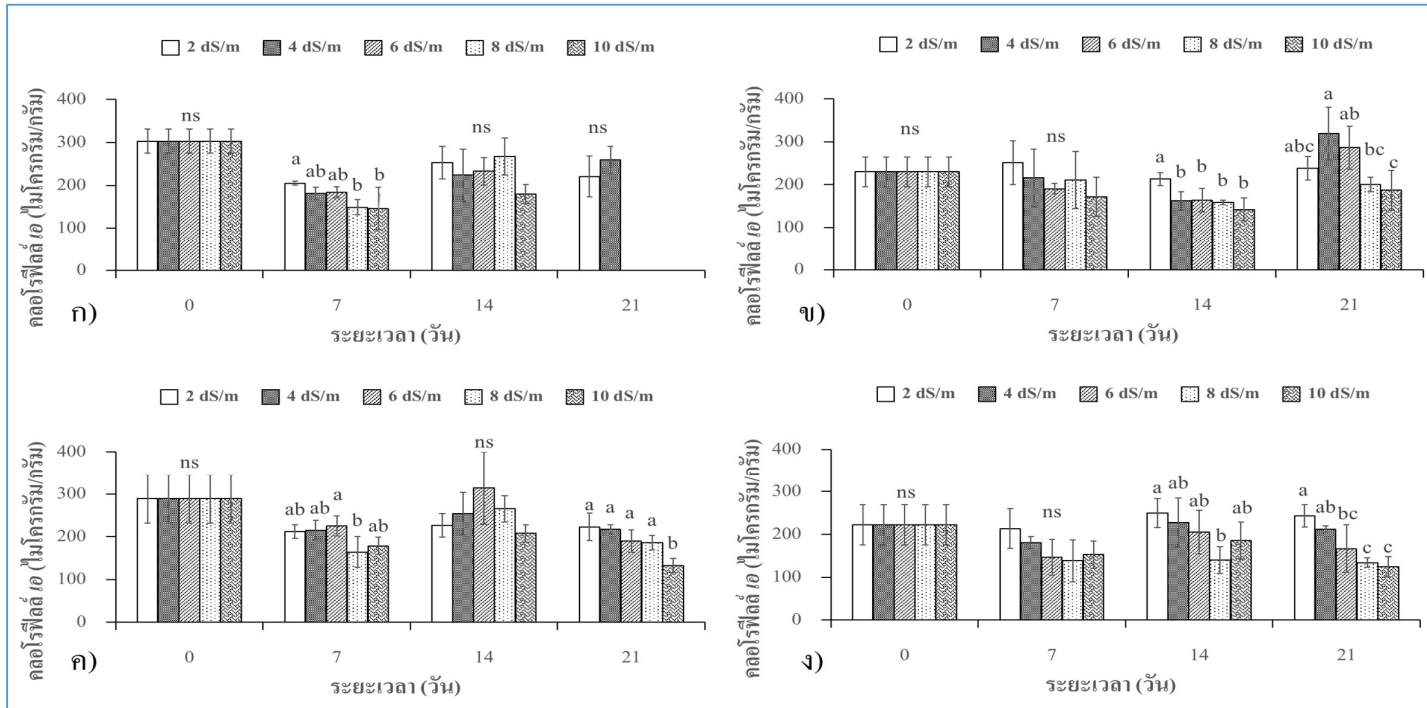 2 dS/m 4 dS/m 6 dS/m 8 dS/m 10 dS/m
400
300
200
100
0
ns
a ab ab b b
ns
ns
0 7 14 21
คลอโรฟีลล์ เอ (ไมโครกรัม/กรัม)
ระยะเวลา (วัน)
ก)
2 dS/m 4 dS/m 6 dS/m 8 dS/m 10 dS/m
400
300
200
100
0
ns
ns
a b b b b
abc a ab bc c
0 7 14 21
คลอโรฟีลล์ เอ (ไมโครกรัม/กรัม)
ระยะเวลา (วัน)
ข)
2 dS/m 4 dS/m 6 dS/m 8 dS/m 10 dS/m
400
300
200
100
0
ns
ab ab a b ab
ns
a a a a b
0 7 14 21
คลอโรฟีลล์ เอ (ไมโครกรัม/กรัม)
ระยะเวลา (วัน)
ค)
2 dS/m 4 dS/m 6 dS/m 8 dS/m 10 dS/m
400
300
200
100
0
ns
ns
a ab ab b ab
a ab bc c c
0 7 14 21
คลอโรฟีลล์ เอ (ไมโครกรัม/กรัม)
ระยะเวลา (วัน)
ง)